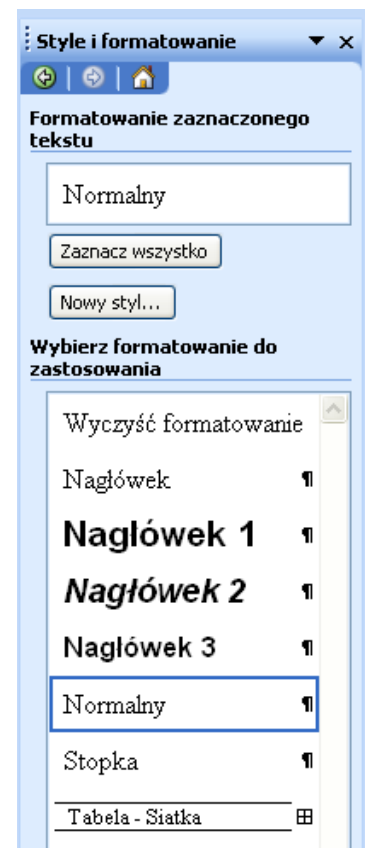 Style i formatowanie
Formatowanie zaznaczonego
tekstu
Normalny
Zaznacz wszystko
Nowy styl...
Wybierz formatowanie do
zastosowania
Wyczyść formatowanie
Nagłówek ¶
Nagłówek 1 ¶
Nagłówek 2 ¶
Nagłówek 3 ¶
Normalny ¶
Stopka ¶
Tabela - Siatka